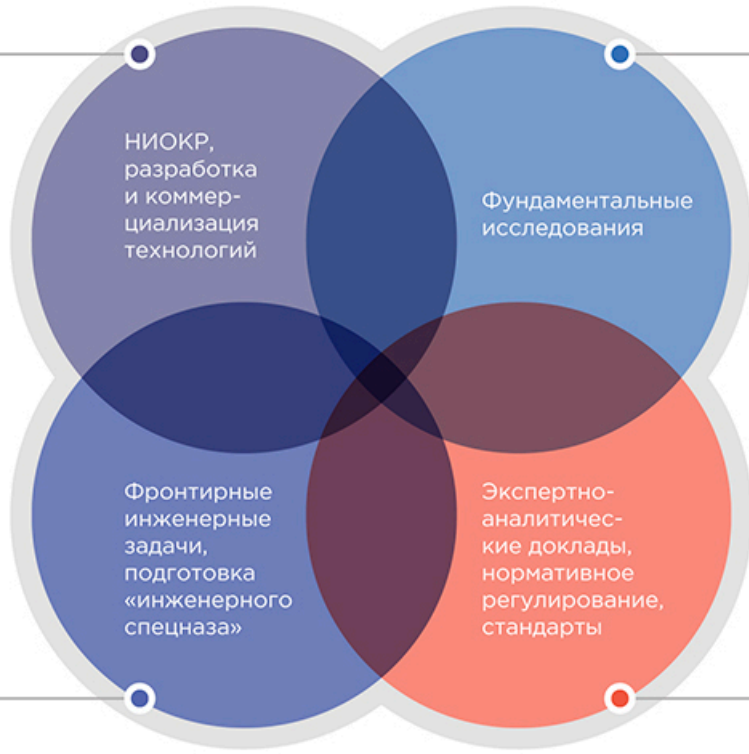 НИОКР,
разработка
и коммер-
циализация
технологий
Фундаментальные
исследования
Фронтирные
инженерные
задачи,
подготовка
«инженерного
спецназа»
Экспертно-
аналитичес-
кие доклады,
нормативное
регулирование,
стандарты